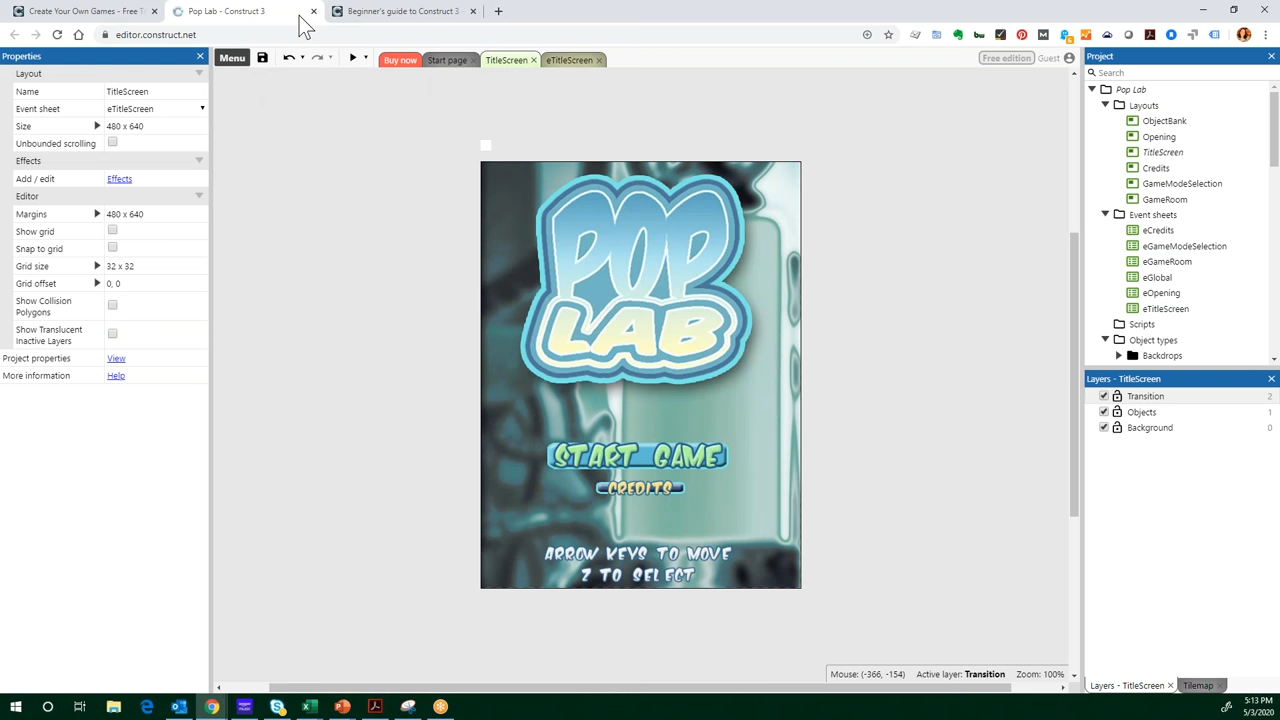 Create Your Own Games - Free T
Pop Lab - Construct 3
Beginner's guide to Construct 3
editor.construct.net
Properties
Menu
Buy now
Start page
TitleScreen
eTitleScreen
Free edition
Guest
Project
Layout
Name TitleScreen
Event sheet eTitleScreen
Size 480 x 640
Unbounded scrolling
Effects
Add / edit Effects
Editor
Margins 480 x 640
Show grid
Snap to grid
Grid size 32 x 32
Grid offset 0, 0
Show Collision
Polygons
Show Translucent
Inactive Layers
Project properties View
More information Help
POP
LAB
START GAME
CREDITS
ARROW KEYS TO MOVE
Z TO SELECT
Mouse: (-366, -154) Active layer: Transition Zoom: 100%
Search
Pop Lab
Layouts
ObjectBank
Opening
TitleScreen
Credits
GameModeSelection
GameRoom
Event sheets
eCredits
eGameModeSelection
eGameRoom
eGlobal
eOpening
eTitleScreen
Scripts
Object types
Backdrops
Layers - TitleScreen
Transition 2
Objects 1
Background 0
Layers - TitleScreen
Tilemap
5:13 PM
5/3/2020